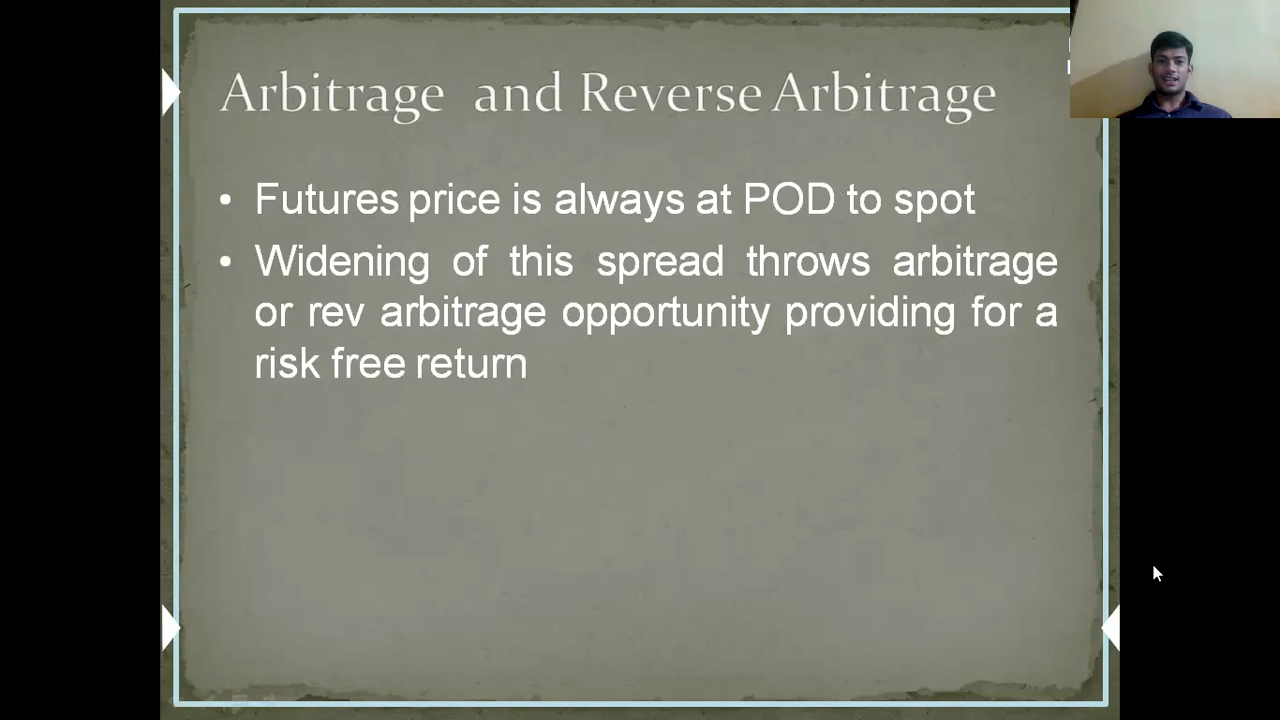 Arbitrage and Reverse Arbitrage
• Futures price is always at POD to spot
• Widening of this spread throws arbitrage
or rev arbitrage opportunity providing for a
risk free return